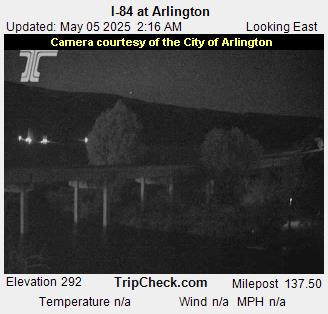 I-84 at Arlington
Updated: May 05 2025 2:16 AM Looking East
Camera courtesy of the City of Arlington
Elevation 292 TripCheck.com Milepost 137.50
Temperature n/a Wind n/a MPH n/a